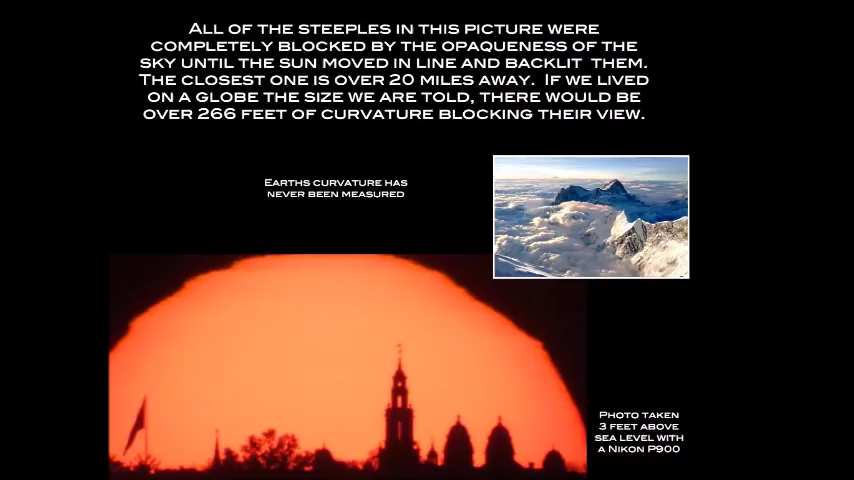 All of the steeples in this picture were
completely blocked by the opaqueness of the
sky until the sun moved in line and backlit them.
The closest one is over 20 miles away. If we lived
on a globe the size we are told, there would be
over 266 feet of curvature blocking their view.
Earths curvature has
never been measured
Photo taken
3 feet above
sea level with
a Nikon P900